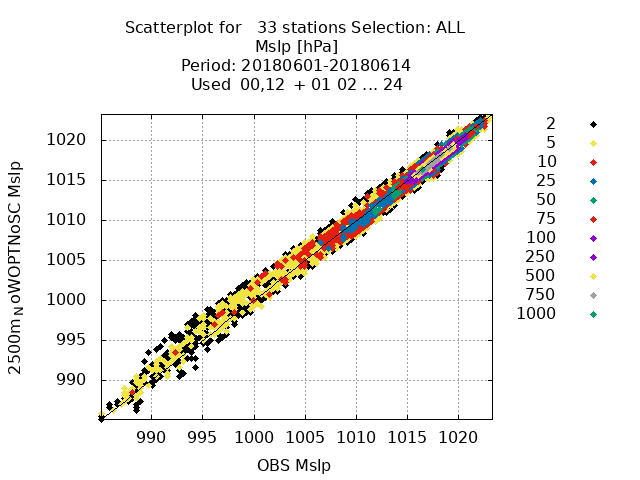 Scatterplot for   33 stations Selection: ALL
Mslp [hPa]
Period: 20180601-20180614
Used  00,12  + 01 02 ... 24
2500m_NoWOPTNoSC Mslp
1020
1015
1010
1005
1000
995
990
990 995 1000 1005 1010 1015 1020
OBS Mslp
2
5
10
25
50
75
100
250
500
750
1000